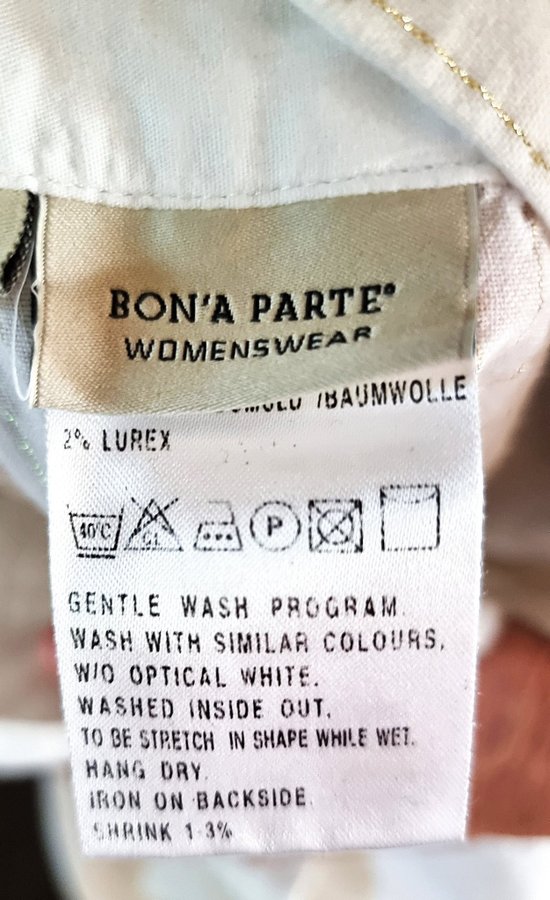 BON'A PARTE®
WOMENSWEAR
/BAUMWOLLE
2% LUREX
40°C CL P
GENTLE WASH PROGRAM.
WASH WITH SIMILAR COLOURS,
W/O OPTICAL WHITE.
WASHED INSIDE OUT.
TO BE STRETCH IN SHAPE WHILE WET.
HANG DRY.
IRON ON BACKSIDE.
SHRINK 1-3%